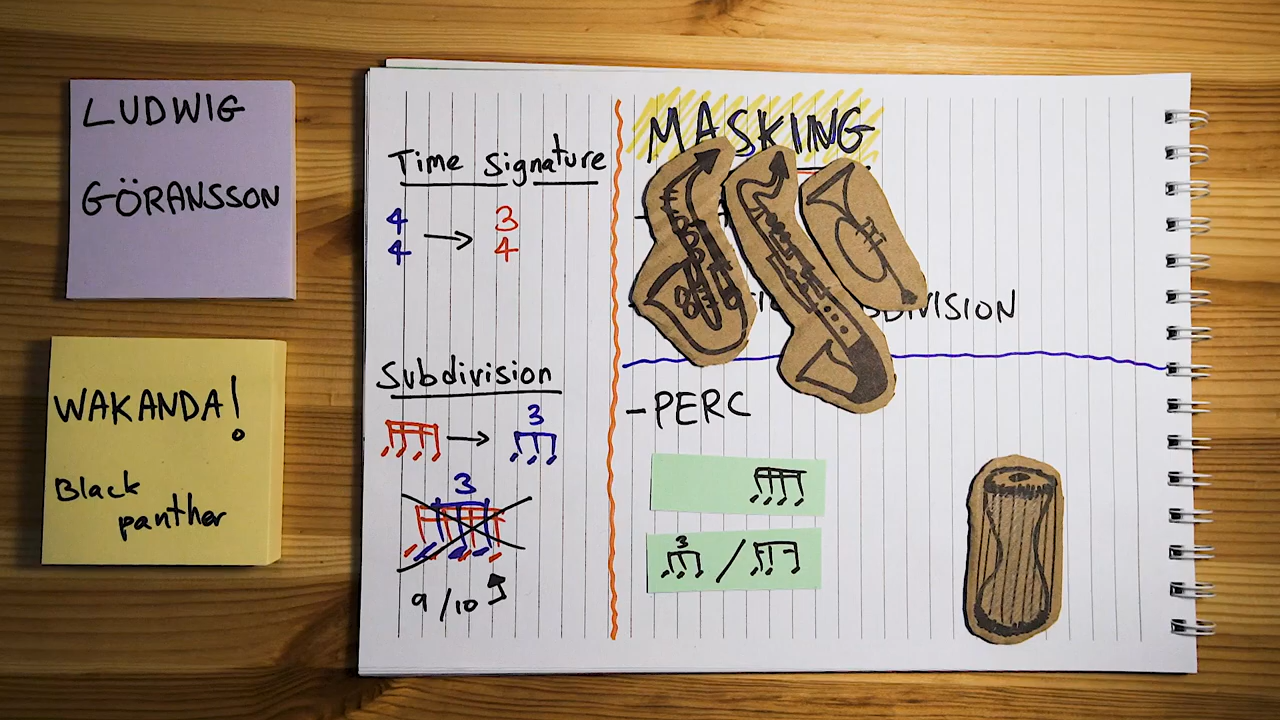 LUDWIG
GÖRANSSON
WAKANDA!
Black
panther
Time Signature
4
4
3
4
Subdivision
3
3
9/10
MASKING
DIVISION
-PERC
3
/